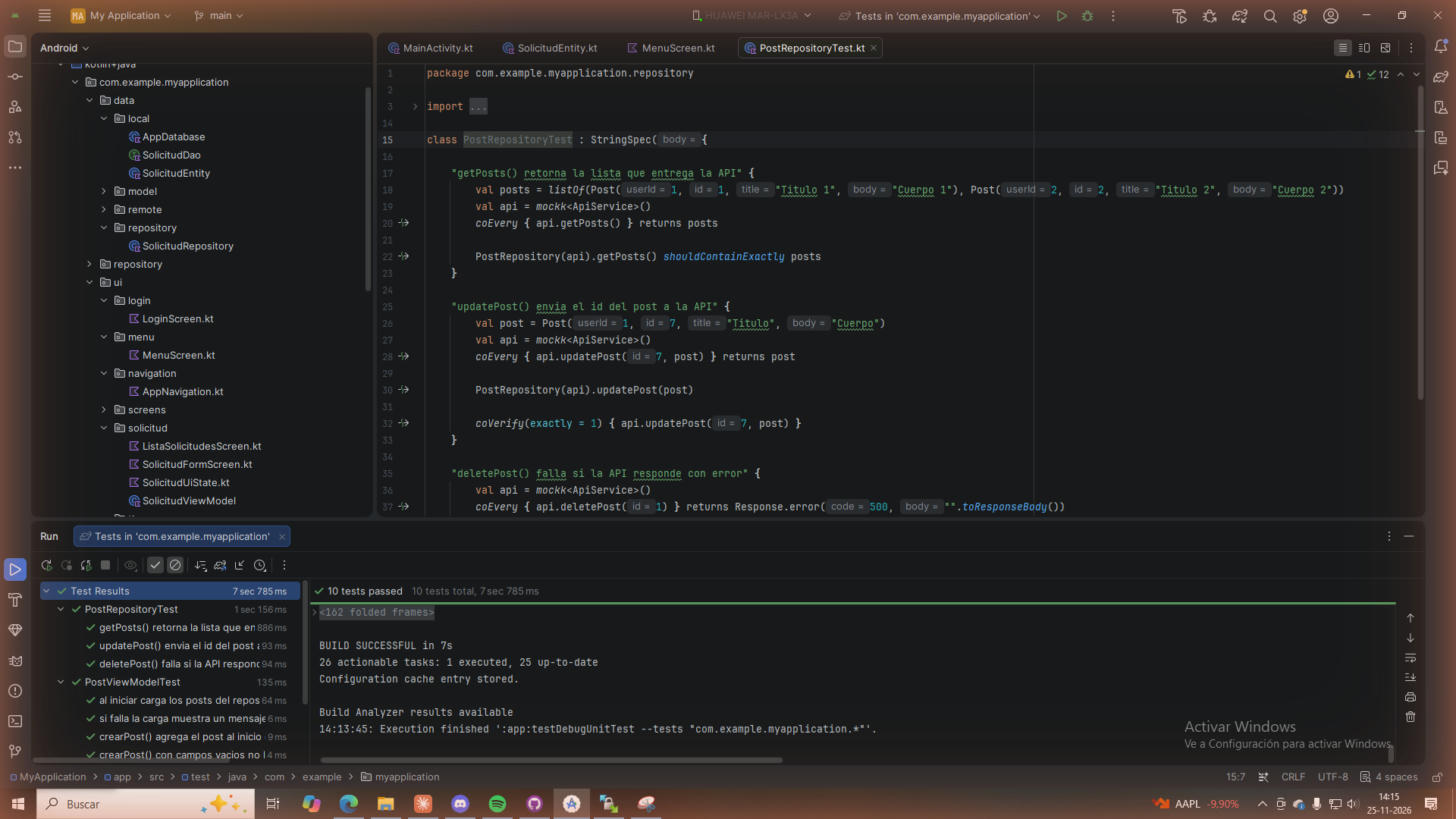 MA My Application
main
HUAWEI MAR-LX3A
Tests in 'com.example.myapplication'
Android
MainActivity.kt
SolicitudEntity.kt
MenuScreen.kt
PostRepositoryTest.kt
kotlin+java
com.example.myapplication
data
local
AppDatabase
SolicitudDao
SolicitudEntity
model
remote
repository
SolicitudRepository
repository
ui
login
LoginScreen.kt
menu
MenuScreen.kt
navigation
AppNavigation.kt
screens
solicitud
ListaSolicitudesScreen.kt
SolicitudFormScreen.kt
SolicitudUiState.kt
SolicitudViewModel
1 12
1 package com.example.myapplication.repository
2
3 import ...
14
15 class PostRepositoryTest : StringSpec( body = {
16
17 "getPosts() retorna la lista que entrega la API" {
18 val posts = listOf(Post( userId = 1, id = 1, title = "Titulo 1", body = "Cuerpo 1"), Post( userId = 2, id = 2, title = "Titulo 2", body = "Cuerpo 2"))
19 val api = mockk<ApiService>()
20 coEvery { api.getPosts() } returns posts
21
22 PostRepository(api).getPosts() shouldContainExactly posts
23 }
24
25 "updatePost() envia el id del post a la API" {
26 val post = Post( userId = 1, id = 7, title = "Titulo", body = "Cuerpo")
27 val api = mockk<ApiService>()
28 coEvery { api.updatePost( id = 7, post) } returns post
29
30 PostRepository(api).updatePost(post)
31
32 coVerify(exactly = 1) { api.updatePost( id = 7, post) }
33 }
34
35 "deletePost() falla si la API responde con error" {
36 val api = mockk<ApiService>()
37 coEvery { api.deletePost( id = 1) } returns Response.error( code = 500, body = "".toResponseBody())
Run
Tests in 'com.example.myapplication'
Test Results 7 sec 785 ms
PostRepositoryTest 1 sec 156 ms
getPosts() retorna la lista que en 886 ms
updatePost() envia el id del post a 93 ms
deletePost() falla si la API respond 94 ms
PostViewModelTest 135 ms
al iniciar carga los posts del repos 64 ms
si falla la carga muestra un mensaje 6 ms
crearPost() agrega el post al inicio 9 ms
crearPost() con campos vacios no l 4 ms
10 tests passed 10 tests total, 7 sec 785 ms
<162 folded frames>
BUILD SUCCESSFUL in 7s
26 actionable tasks: 1 executed, 25 up-to-date
Configuration cache entry stored.
Build Analyzer results available
14:13:45: Execution finished ':app:testDebugUnitTest --tests "com.example.myapplication.*"'.
Activar Windows
Ve a Configuración para activar Windows.
MyApplication > app > src > test > java > com > example > myapplication
15:7 CRLF UTF-8 4 spaces
Buscar
AAPL -9.90%
14:15
25-11-2026